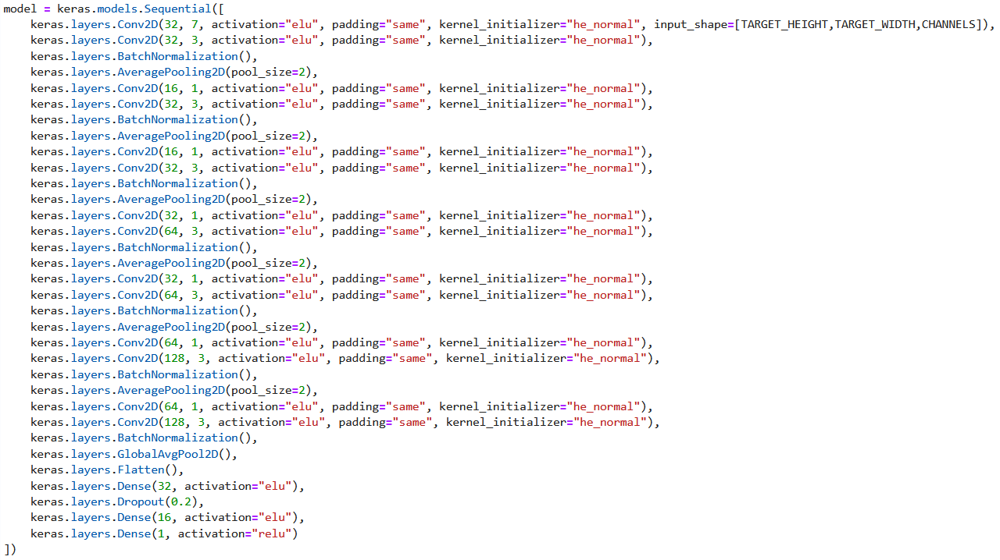 model = keras.models.Sequential([
    keras.layers.Conv2D(32, 7, activation="elu", padding="same", kernel_initializer="he_normal", input_shape=[TARGET_HEIGHT,TARGET_WIDTH,CHANNELS]),
    keras.layers.Conv2D(32, 3, activation="elu", padding="same", kernel_initializer="he_normal"),
    keras.layers.BatchNormalization(),
    keras.layers.AveragePooling2D(pool_size=2),
    keras.layers.Conv2D(16, 1, activation="elu", padding="same", kernel_initializer="he_normal"),
    keras.layers.Conv2D(32, 3, activation="elu", padding="same", kernel_initializer="he_normal"),
    keras.layers.BatchNormalization(),
    keras.layers.AveragePooling2D(pool_size=2),
    keras.layers.Conv2D(16, 1, activation="elu", padding="same", kernel_initializer="he_normal"),
    keras.layers.Conv2D(32, 3, activation="elu", padding="same", kernel_initializer="he_normal"),
    keras.layers.BatchNormalization(),
    keras.layers.AveragePooling2D(pool_size=2),
    keras.layers.Conv2D(32, 1, activation="elu", padding="same", kernel_initializer="he_normal"),
    keras.layers.Conv2D(64, 3, activation="elu", padding="same", kernel_initializer="he_normal"),
    keras.layers.BatchNormalization(),
    keras.layers.AveragePooling2D(pool_size=2),
    keras.layers.Conv2D(32, 1, activation="elu", padding="same", kernel_initializer="he_normal"),
    keras.layers.Conv2D(64, 3, activation="elu", padding="same", kernel_initializer="he_normal"),
    keras.layers.BatchNormalization(),
    keras.layers.AveragePooling2D(pool_size=2),
    keras.layers.Conv2D(64, 1, activation="elu", padding="same", kernel_initializer="he_normal"),
    keras.layers.Conv2D(128, 3, activation="elu", padding="same", kernel_initializer="he_normal"),
    keras.layers.BatchNormalization(),
    keras.layers.AveragePooling2D(pool_size=2),
    keras.layers.Conv2D(64, 1, activation="elu", padding="same", kernel_initializer="he_normal"),
    keras.layers.Conv2D(128, 3, activation="elu", padding="same", kernel_initializer="he_normal"),
    keras.layers.BatchNormalization(),
    keras.layers.GlobalAvgPool2D(),
    keras.layers.Flatten(),
    keras.layers.Dense(32, activation="elu"),
    keras.layers.Dropout(0.2),
    keras.layers.Dense(16, activation="elu"),
    keras.layers.Dense(1, activation="relu")
])